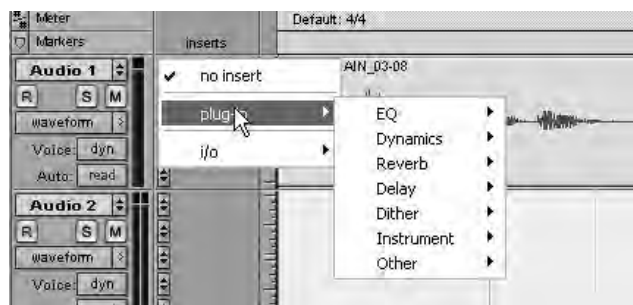 Meter
Default: 4/4
Markers
inserts
Audio 1
no insert
AIN_03-08
R S M
plug-in
EQ
waveform
Dynamics
Voice: dyn
i/o
Reverb
Auto: read
Delay
Audio 2
Dither
R S M
Instrument
waveform
Other
Voice: dyn